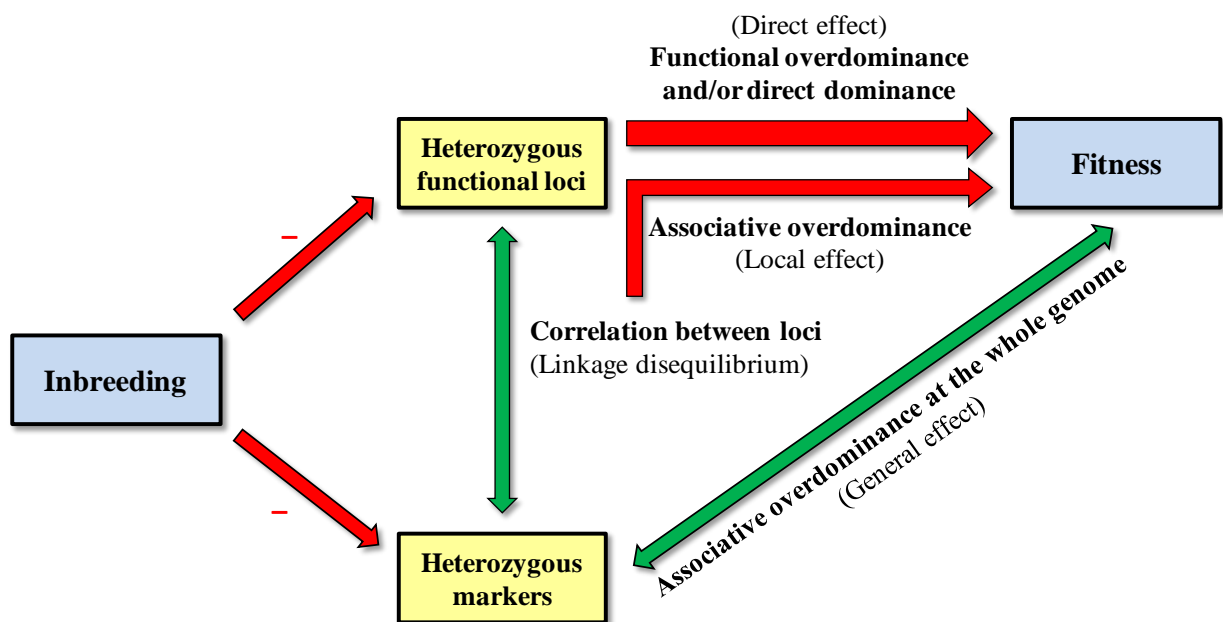 (Direct effect)
Functional overdominance
and/or direct dominance
Heterozygous
functional loci
Fitness
–
Associative overdominance
(Local effect)
Correlation between loci
(Linkage disequilibrium)
Inbreeding
Associative overdominance at the whole genome
(General effect)
–
Heterozygous
markers